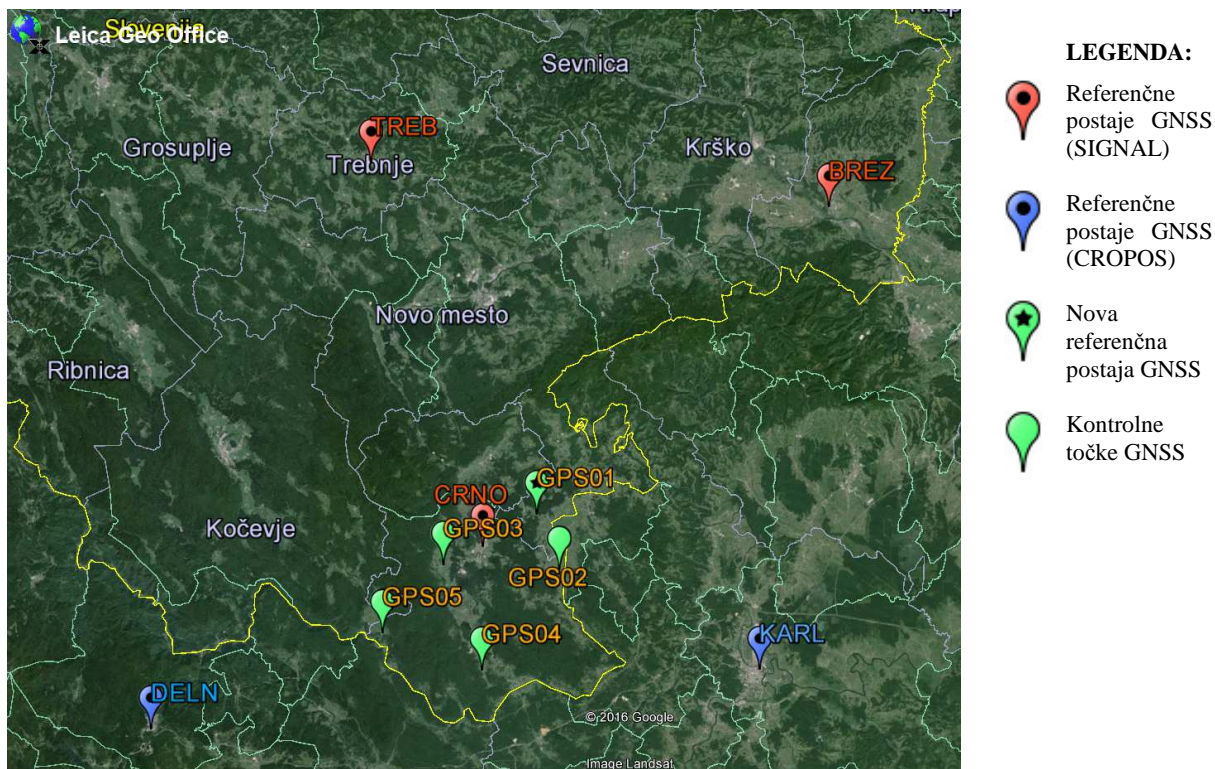 Slovenija
Krap
Leica Geo Office
Sevnica
TREB
Grosuplje
Trebnje
Krško
BREZ
Novo mesto
Ribnica
GPS01
CRNO
Kočevje
GPS03
GPS02
GPS05
GPS04
KARL
DELN
© 2016 Google
Image Landsat
LEGENDA:
Referenčne
postaje GNSS
(SIGNAL)
Referenčne
postaje GNSS
(CROPOS)
Nova
referenčna
postaja GNSS
Kontrolne
točke GNSS